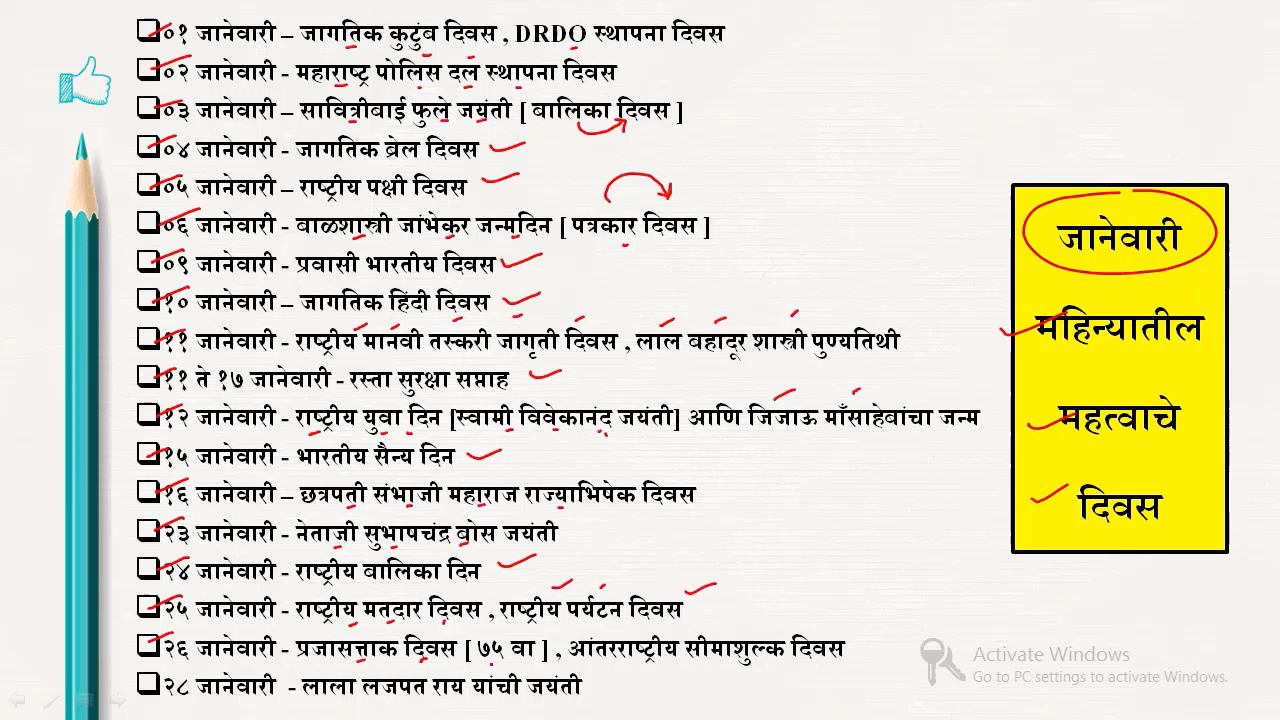 ०१ जानेवारी – जागतिक कुटुंब दिवस , DRDO स्थापना दिवस
०२ जानेवारी - महाराष्ट्र पोलिस दल स्थापना दिवस
०३ जानेवारी – सावित्रीबाई फुले जयंती [ बालिका दिवस ]
०४ जानेवारी - जागतिक ब्रेल दिवस
०५ जानेवारी – राष्ट्रीय पक्षी दिवस
०६ जानेवारी - बाळशास्त्री जांभेकर जन्मदिन [ पत्रकार दिवस ]
०९ जानेवारी - प्रवासी भारतीय दिवस
१० जानेवारी – जागतिक हिंदी दिवस
११ जानेवारी - राष्ट्रीय मानवी तस्करी जागृती दिवस , लाल बहादूर शास्त्री पुण्यतिथी
११ ते १७ जानेवारी - रस्ता सुरक्षा सप्ताह
१२ जानेवारी - राष्ट्रीय युवा दिन [स्वामी विवेकानंद जयंती] आणि जिजाऊ माँसाहेबांचा जन्म
१५ जानेवारी - भारतीय सैन्य दिन
१६ जानेवारी – छत्रपती संभाजी महाराज राज्याभिषेक दिवस
२३ जानेवारी - नेताजी सुभाषचंद्र बोस जयंती
२४ जानेवारी - राष्ट्रीय बालिका दिन
२५ जानेवारी - राष्ट्रीय मतदार दिवस , राष्ट्रीय पर्यटन दिवस
२६ जानेवारी - प्रजासत्ताक दिवस [ ७५ वा ] , आंतरराष्ट्रीय सीमाशुल्क दिवस
२८ जानेवारी - लाला लजपत राय यांची जयंती
जानेवारी
महिन्यातील
महत्वाचे
दिवस
Activate Windows
Go to PC settings to activate Windows.